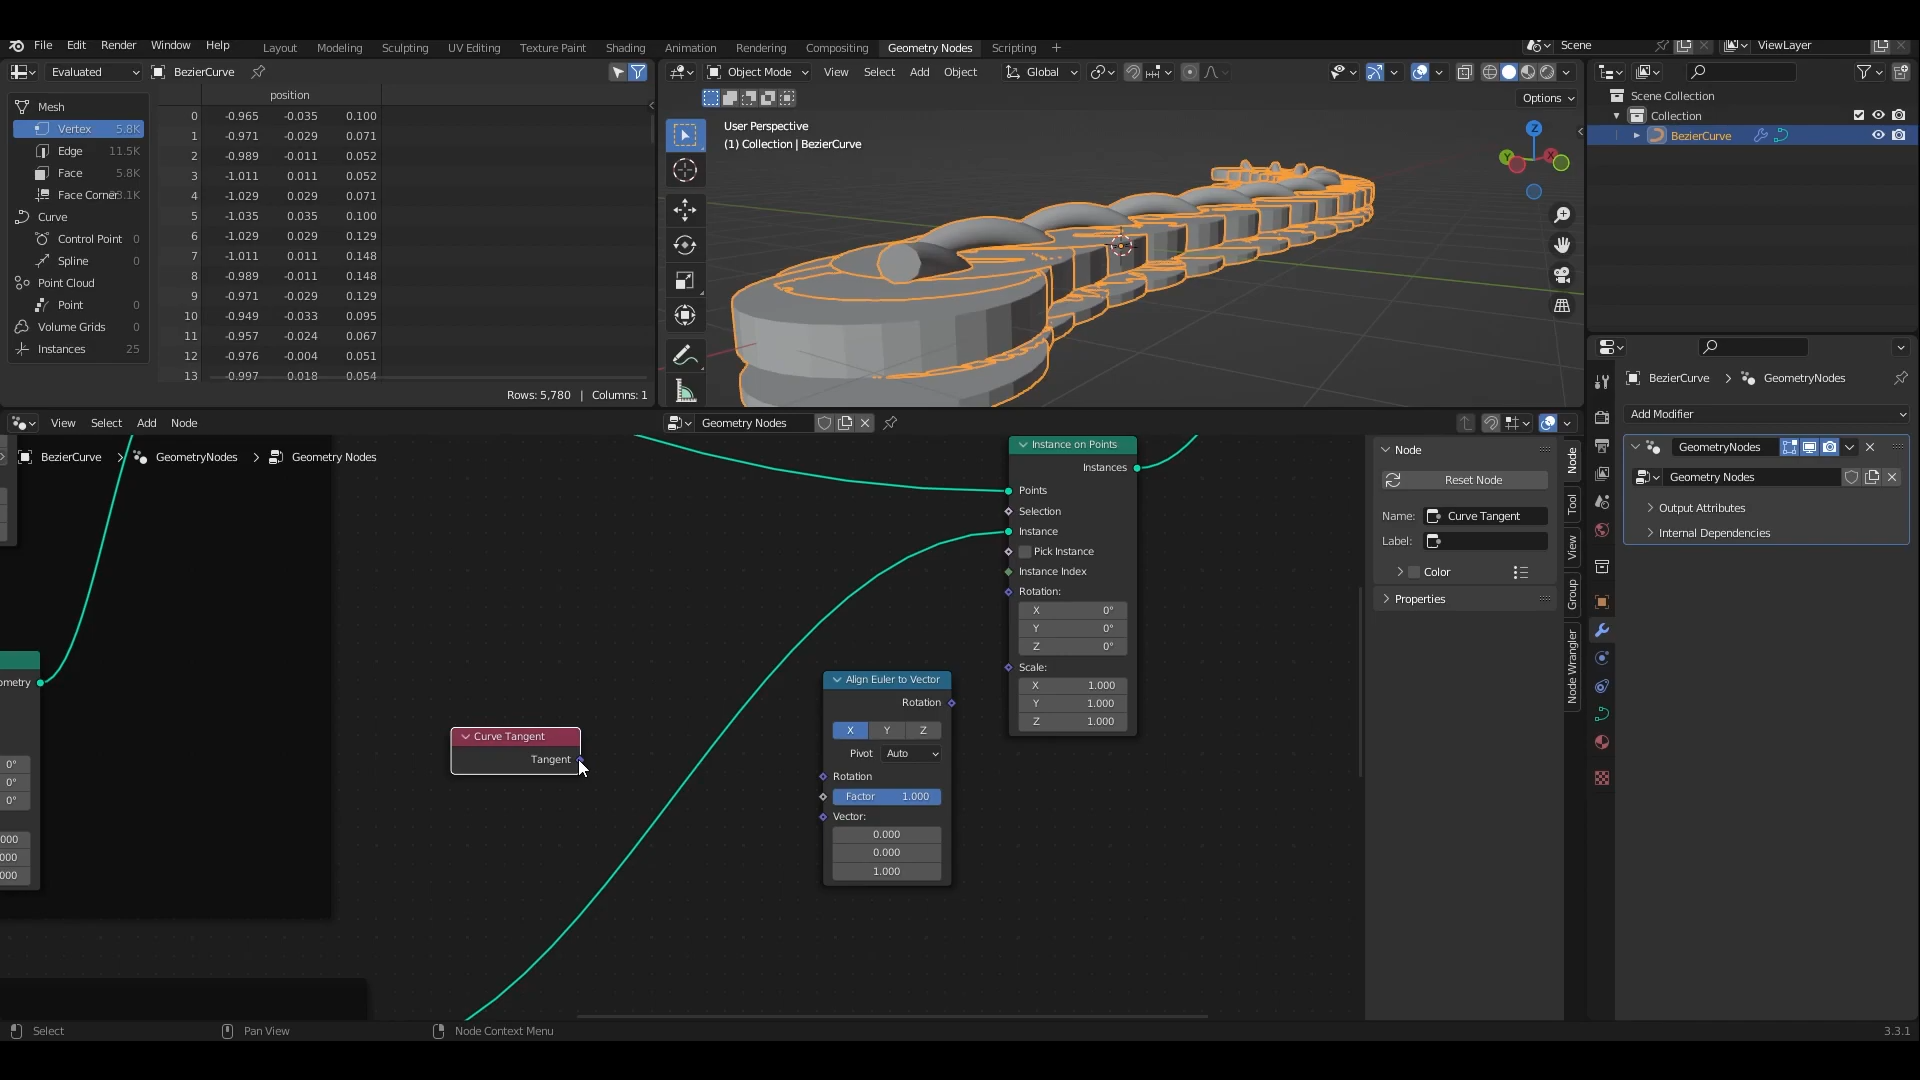 File Edit Render Window Help Layout Modeling Sculpting UV Editing Texture Paint Shading Animation Rendering Compositing Geometry Nodes Scripting + Scene ViewLayer
Evaluated BezierCurve
Object Mode View Select Add Object Global
Options
User Perspective
(1) Collection | BezierCurve
Z
Y
X
Mesh
Vertex 5.8K
Edge 11.5K
Face 5.8K
Face Corner
Curve
Control Point 0
Spline 0
Point Cloud
Point 0
Volume Grids 0
Instances 25
position
0 -0.965 -0.035 0.100
1 -0.971 -0.029 0.071
2 -0.989 -0.011 0.052
3 -1.011 0.011 0.052
4 -1.029 0.029 0.071
5 -1.035 0.035 0.100
6 -1.029 0.029 0.129
7 -1.011 0.011 0.148
8 -0.989 -0.011 0.148
9 -0.971 -0.029 0.129
10 -0.949 -0.033 0.095
11 -0.957 -0.024 0.067
12 -0.976 -0.004 0.051
13 -0.997 0.018 0.054
Rows: 5,780 | Columns: 1
Scene Collection
Collection
BezierCurve
View Select Add Node Geometry Nodes
BezierCurve > GeometryNodes > Geometry Nodes
ometry
0°
0°
0°
000
000
000
Curve Tangent
Tangent
Align Euler to Vector
Rotation
X Y Z
Pivot Auto
Rotation
Factor 1.000
Vector:
0.000
0.000
1.000
Instance on Points
Instances
Points
Selection
Instance
Pick Instance
Instance Index
Rotation:
X 0°
Y 0°
Z 0°
Scale:
X 1.000
Y 1.000
Z 1.000
Node
Reset Node
Name: Curve Tangent
Label:
Color
Properties
Node
Tool
View
Group
Node Wrangler
BezierCurve > GeometryNodes
Add Modifier
GeometryNodes
Geometry Nodes
Output Attributes
Internal Dependencies
Select Pan View Node Context Menu 3.3.1